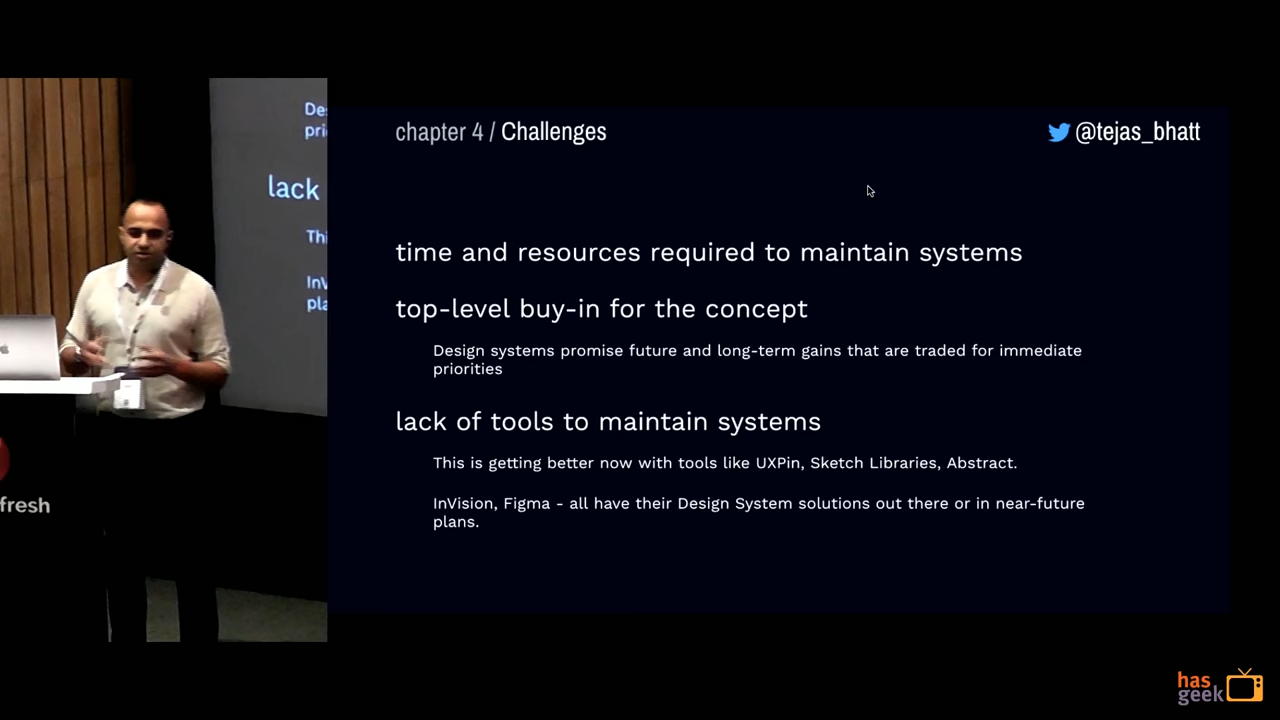 chapter 4 / Challenges
@tejas_bhatt
time and resources required to maintain systems
top-level buy-in for the concept
Design systems promise future and long-term gains that are traded for immediate
priorities
lack of tools to maintain systems
This is getting better now with tools like UXPin, Sketch Libraries, Abstract.
InVision, Figma - all have their Design System solutions out there or in near-future
plans.
lack
fresh
has
geek